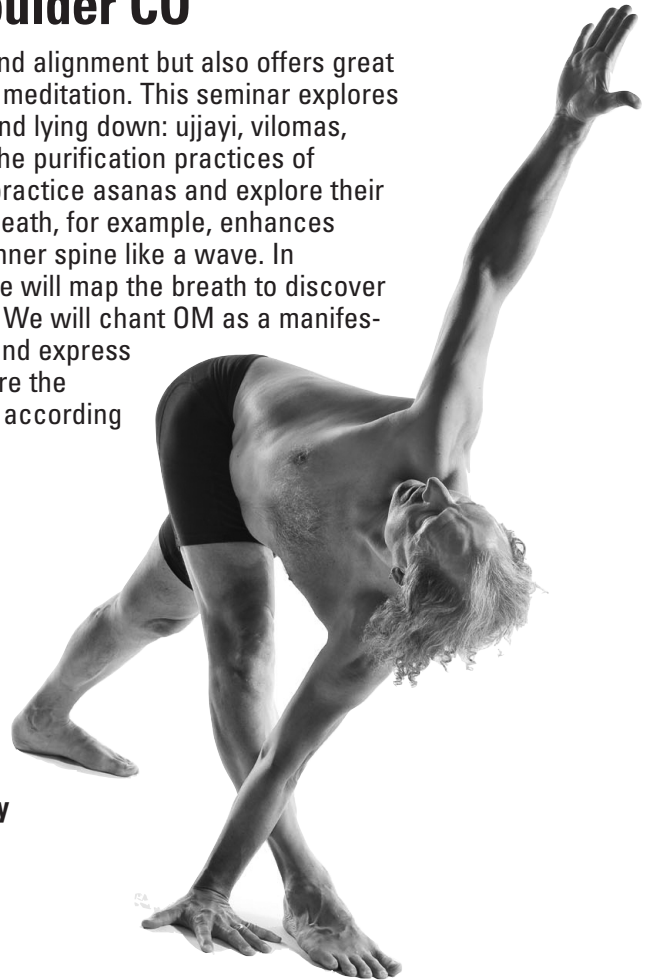 oulder CO
nd alignment but also offers great
meditation. This seminar explores
nd lying down: ujjayi, vilomas,
he purification practices of
practice asanas and explore their
eath, for example, enhances
nner spine like a wave. In
e will map the breath to discover
We will chant OM as a manifes-
nd express
re the
according
y